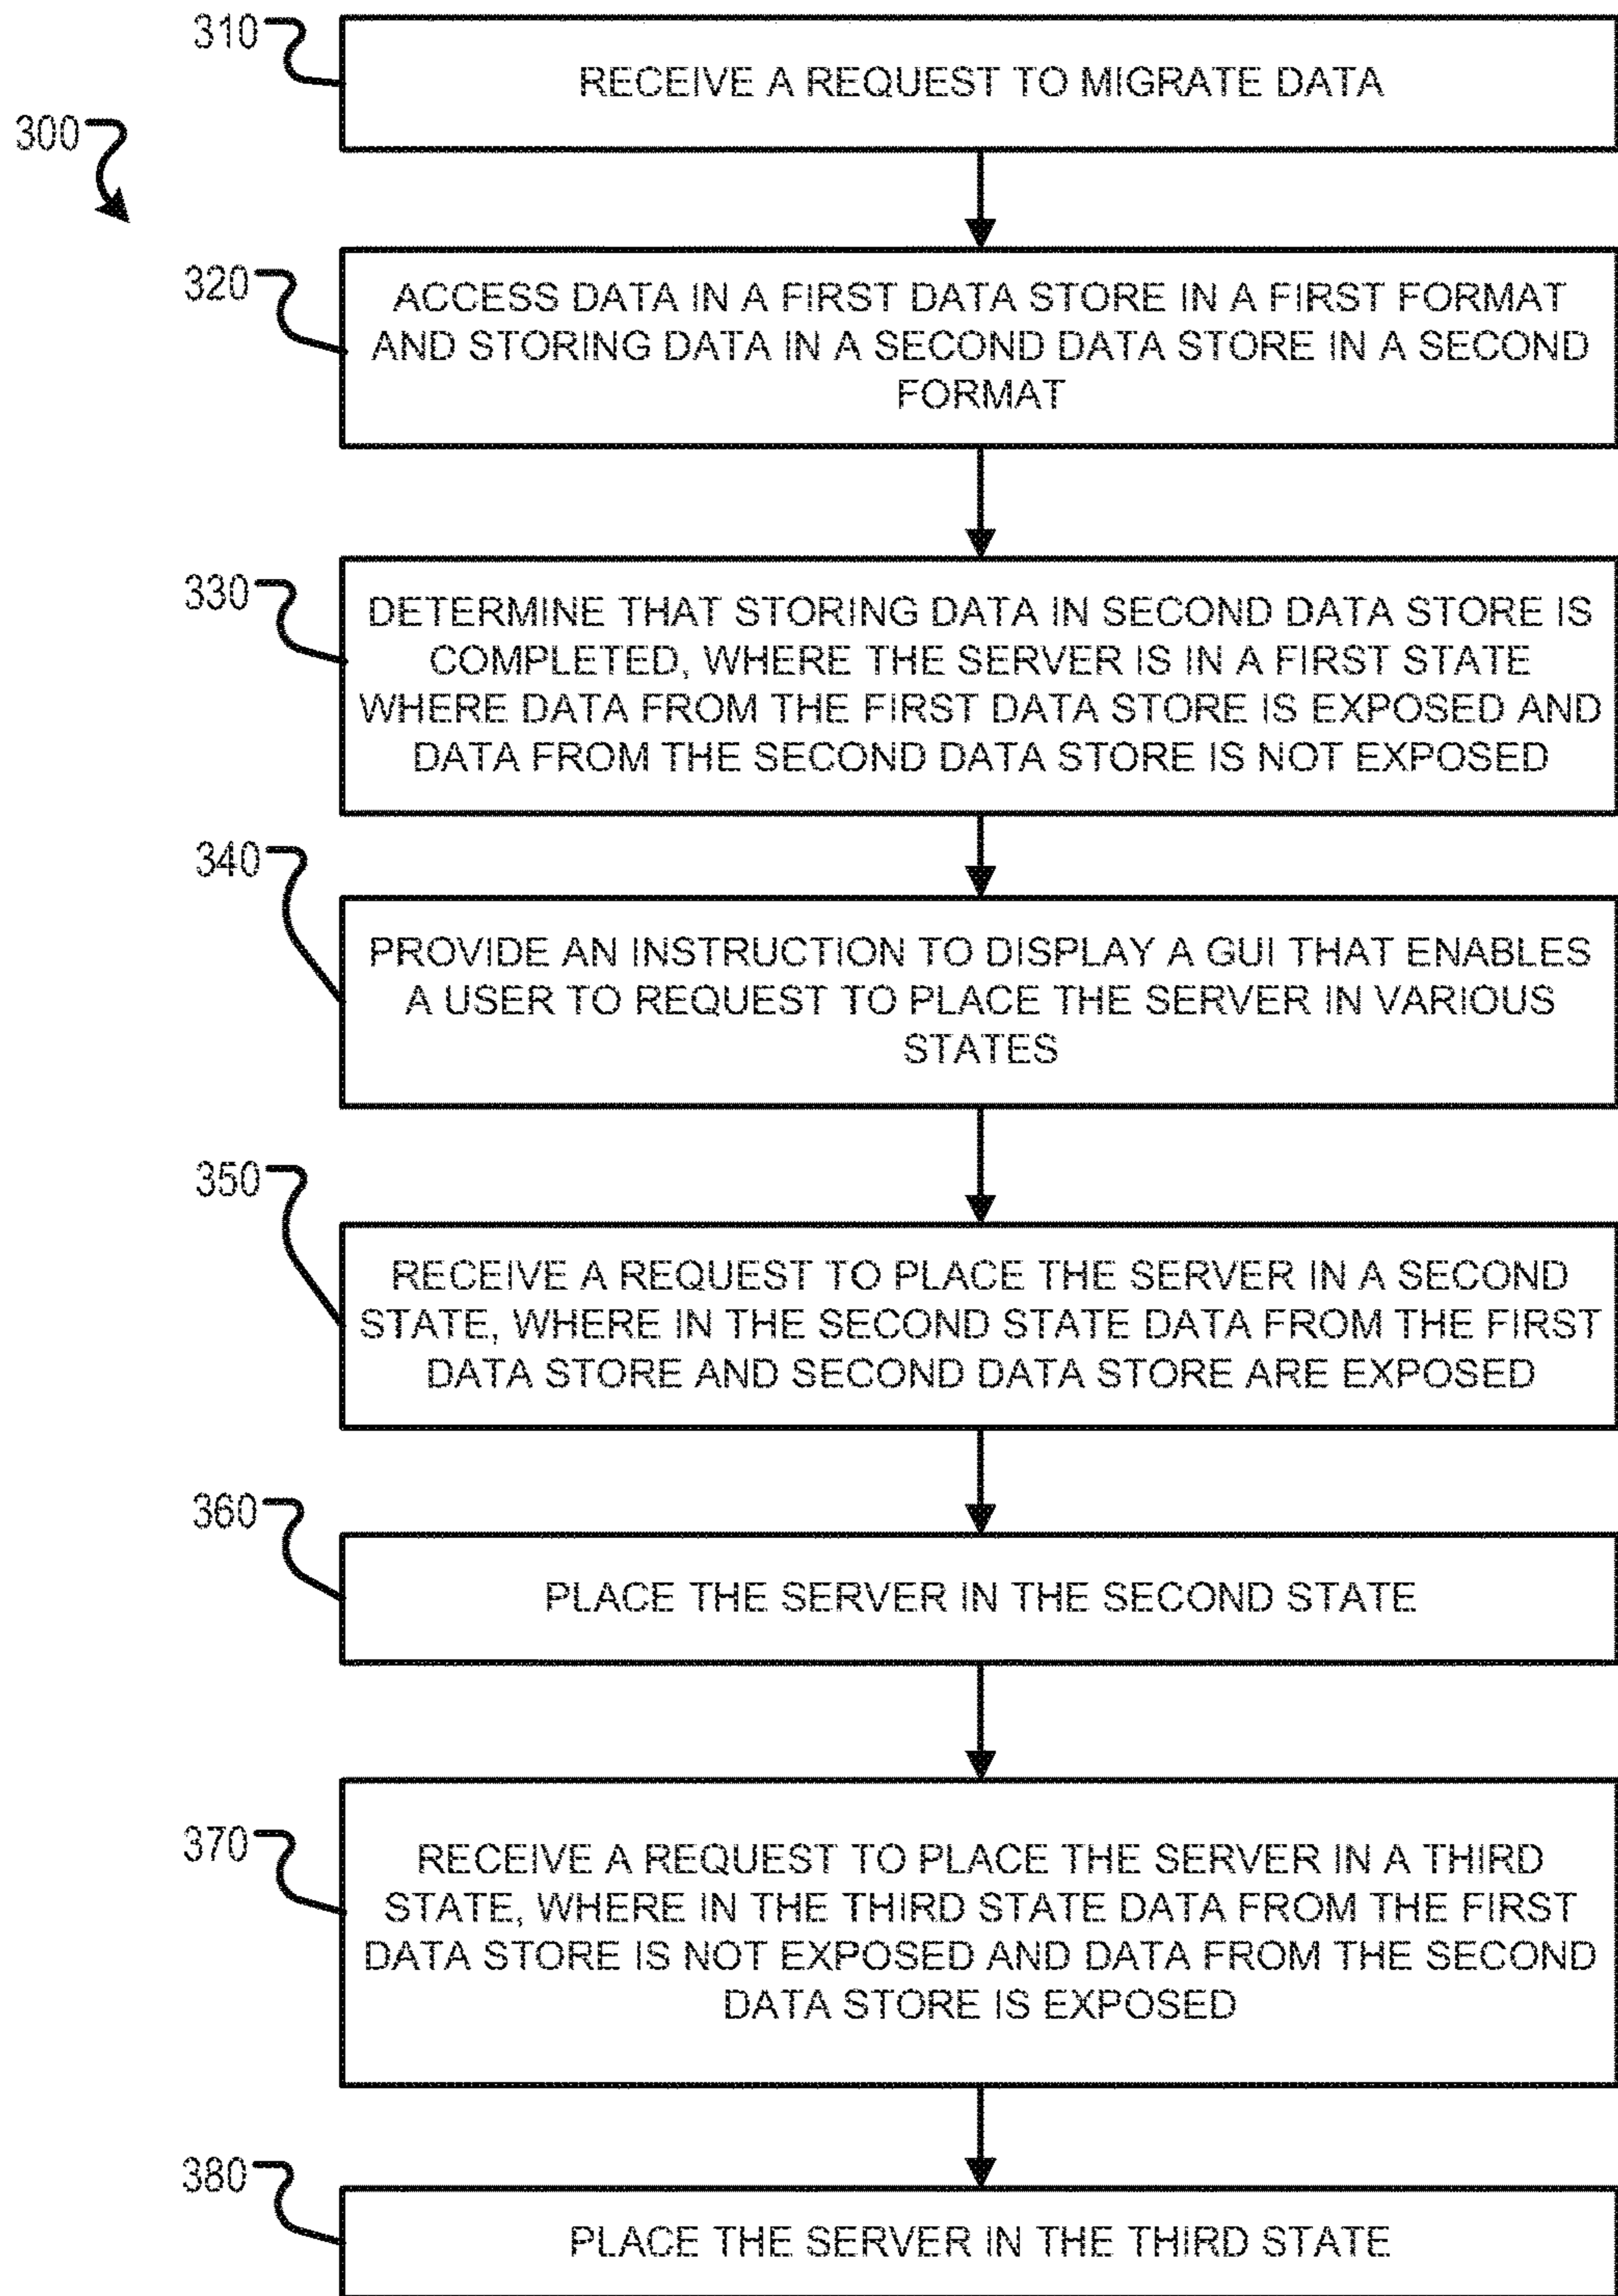 310
RECEIVE A REQUEST TO MIGRATE DATA
300
320
ACCESS DATA IN A FIRST DATA STORE IN A FIRST FORMAT
AND STORING DATA IN A SECOND DATA STORE IN A SECOND
FORMAT
330
DETERMINE THAT STORING DATA IN SECOND DATA STORE IS
COMPLETED, WHERE THE SERVER IS IN A FIRST STATE
WHERE DATA FROM THE FIRST DATA STORE IS EXPOSED AND
DATA FROM THE SECOND DATA STORE IS NOT EXPOSED
340
PROVIDE AN INSTRUCTION TO DISPLAY A GUI THAT ENABLES
A USER TO REQUEST TO PLACE THE SERVER IN VARIOUS
STATES
350
RECEIVE A REQUEST TO PLACE THE SERVER IN A SECOND
STATE, WHERE IN THE SECOND STATE DATA FROM THE FIRST
DATA STORE AND SECOND DATA STORE ARE EXPOSED
360
PLACE THE SERVER IN THE SECOND STATE
370
RECEIVE A REQUEST TO PLACE THE SERVER IN A THIRD
STATE, WHERE IN THE THIRD STATE DATA FROM THE FIRST
DATA STORE IS NOT EXPOSED AND DATA FROM THE SECOND
DATA STORE IS EXPOSED
380
PLACE THE SERVER IN THE THIRD STATE